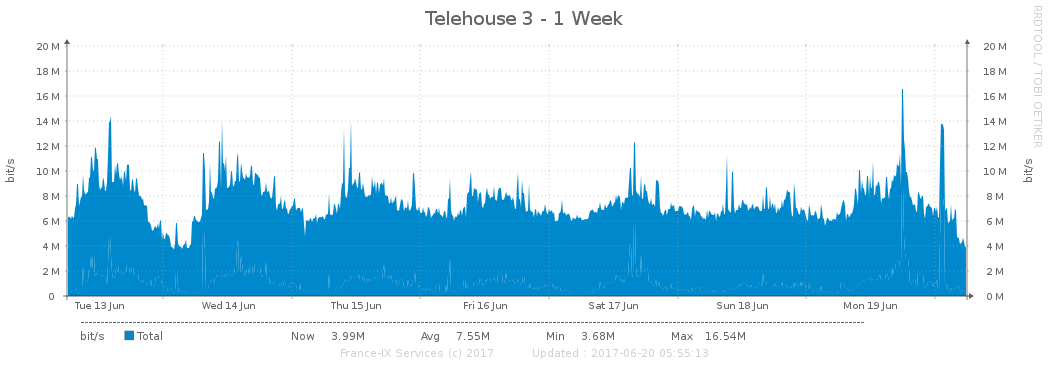 Telehouse 3 - 1 Week
RRDTOOL / TOBI OETIKER
bit/s
20 M 20 M
18 M 18 M
16 M 16 M
14 M 14 M
12 M 12 M
10 M 10 M
8 M 8 M
6 M 6 M
4 M 4 M
2 M 2 M
0 0 M
bit/s
Tue 13 Jun Wed 14 Jun Thu 15 Jun Fri 16 Jun Sat 17 Jun Sun 18 Jun Mon 19 Jun
bit/s Total Now 3.99M Avg 7.55M Min 3.68M Max 16.54M
France-IX Services (c) 2017 Updated : 2017-06-20 05:55:13